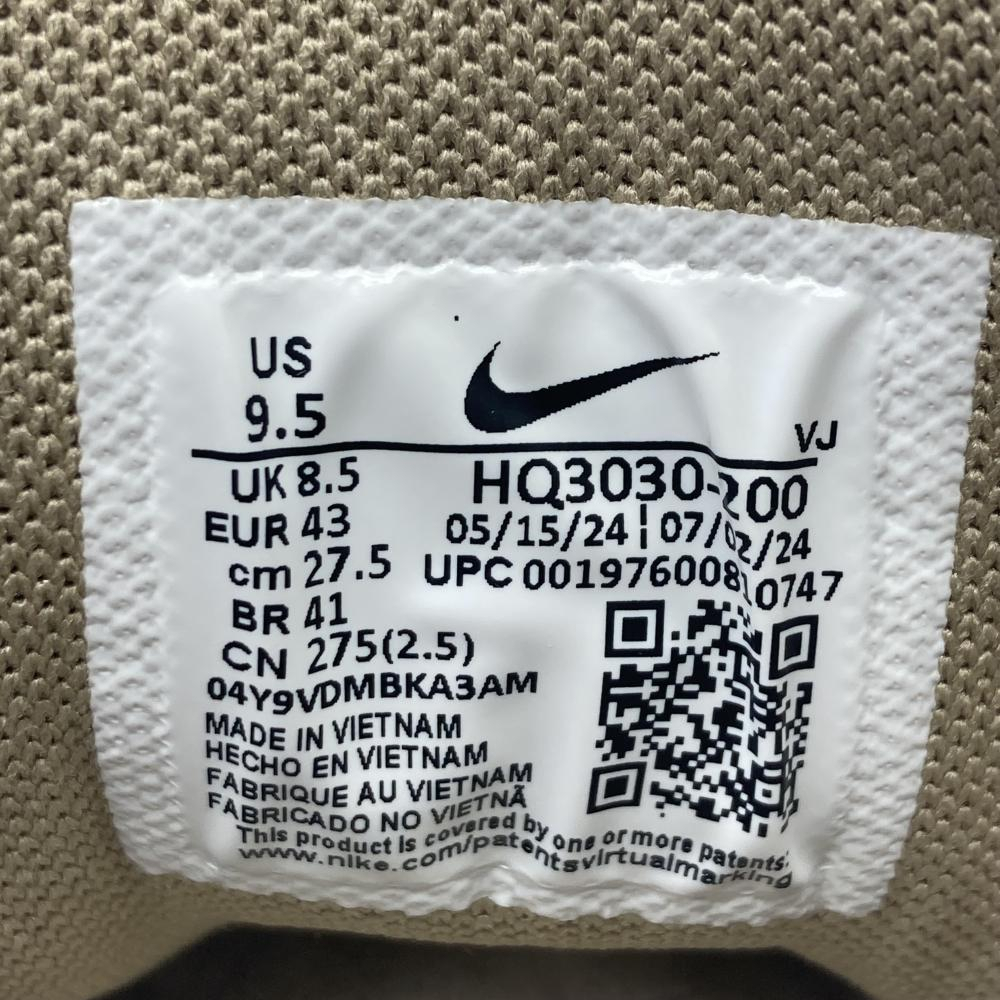 US
9.5
VJ
UK 8.5
HQ3030-200
EUR 43
05/15/24 | 07/02/24
cm 27.5
UPC 00197600810747
BR 41
CN 275(2.5)
04Y9VDMBKA3AM
MADE IN VIETNAM
HECHO EN VIETNAM
FABRIQUE AU VIETNAM
FABRICADO NO VIETNÃ
This product is covered by one or more patents:
www.nike.com/patentsvirtualmarking